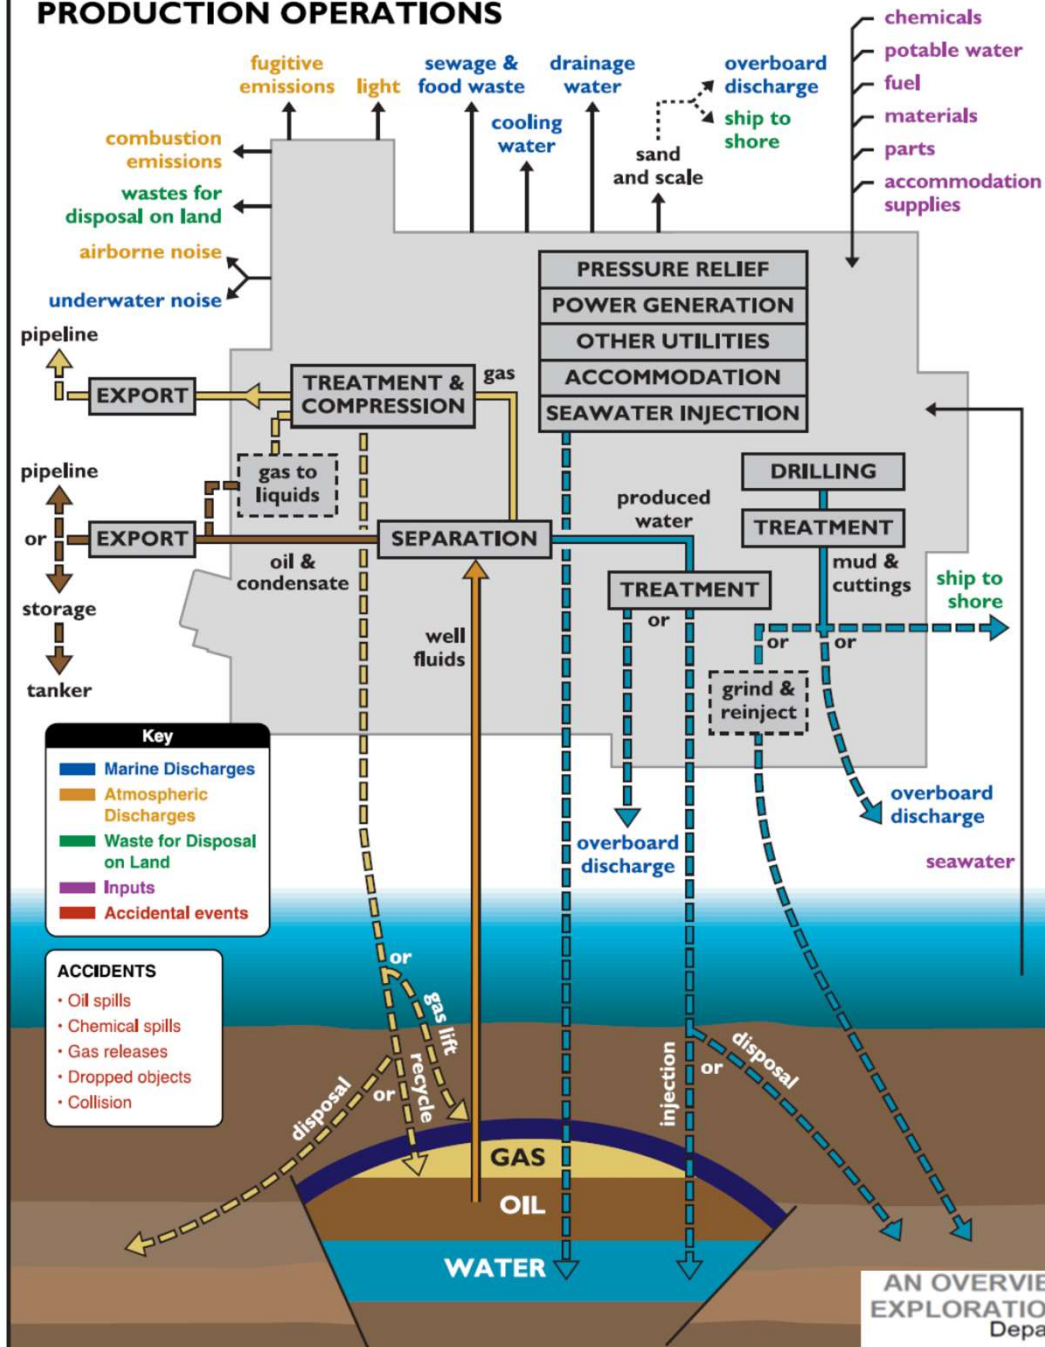 PRODUCTION OPERATIONS
chemicals
potable water
fuel
materials
parts
accommodation
supplies
fugitive
emissions
light
sewage &
food waste
cooling
water
drainage
water
sand
and scale
overboard
discharge
ship to
shore
combustion
emissions
wastes for
disposal on land
airborne noise
underwater noise
PRESSURE RELIEF
POWER GENERATION
OTHER UTILITIES
ACCOMMODATION
SEAWATER INJECTION
pipeline
EXPORT
TREATMENT &
COMPRESSION
gas
gas to
liquids
pipeline
or
EXPORT
storage
tanker
oil &
condensate
SEPARATION
well
fluids
produced
water
TREATMENT
or
DRILLING
TREATMENT
mud &
cuttings
ship to
shore
or
or
grind &
reinject
overboard
discharge
overboard
discharge
seawater
Key
Marine Discharges
Atmospheric
Discharges
Waste for Disposal
on Land
Inputs
Accidental events
ACCIDENTS
• Oil spills
• Chemical spills
• Gas releases
• Dropped objects
• Collision
or
gas lift
recycle
or
disposal
injection
or
disposal
GAS
OIL
WATER
AN OVERVIE
EXPLORATIO
Depa